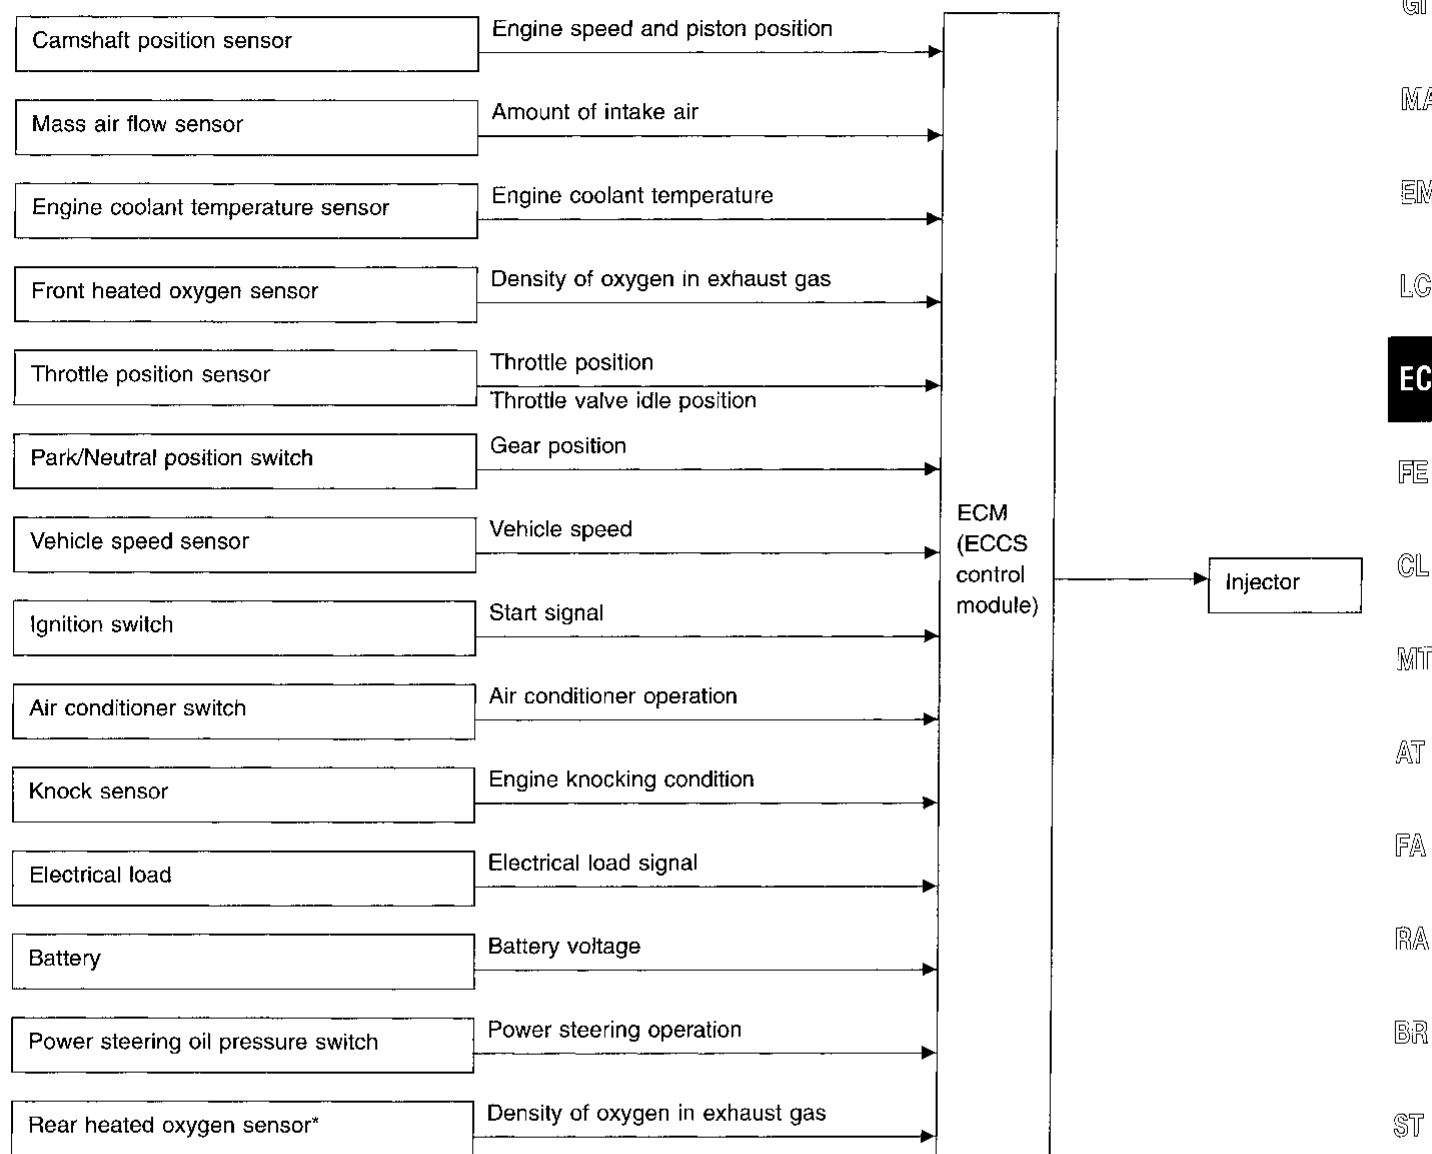 Camshaft position sensor
Engine speed and piston position
Mass air flow sensor
Amount of intake air
Engine coolant temperature sensor
Engine coolant temperature
Front heated oxygen sensor
Density of oxygen in exhaust gas
Throttle position sensor
Throttle position
Throttle valve idle position
Park/Neutral position switch
Gear position
Vehicle speed sensor
Vehicle speed
Ignition switch
Start signal
Air conditioner switch
Air conditioner operation
Knock sensor
Engine knocking condition
Electrical load
Electrical load signal
Battery
Battery voltage
Power steering oil pressure switch
Power steering operation
Rear heated oxygen sensor*
Density of oxygen in exhaust gas
ECM
(ECCS
control
module)
Injector
GI
MA
EM
LC
EC
FE
CL
MT
AT
FA
RA
BR
ST